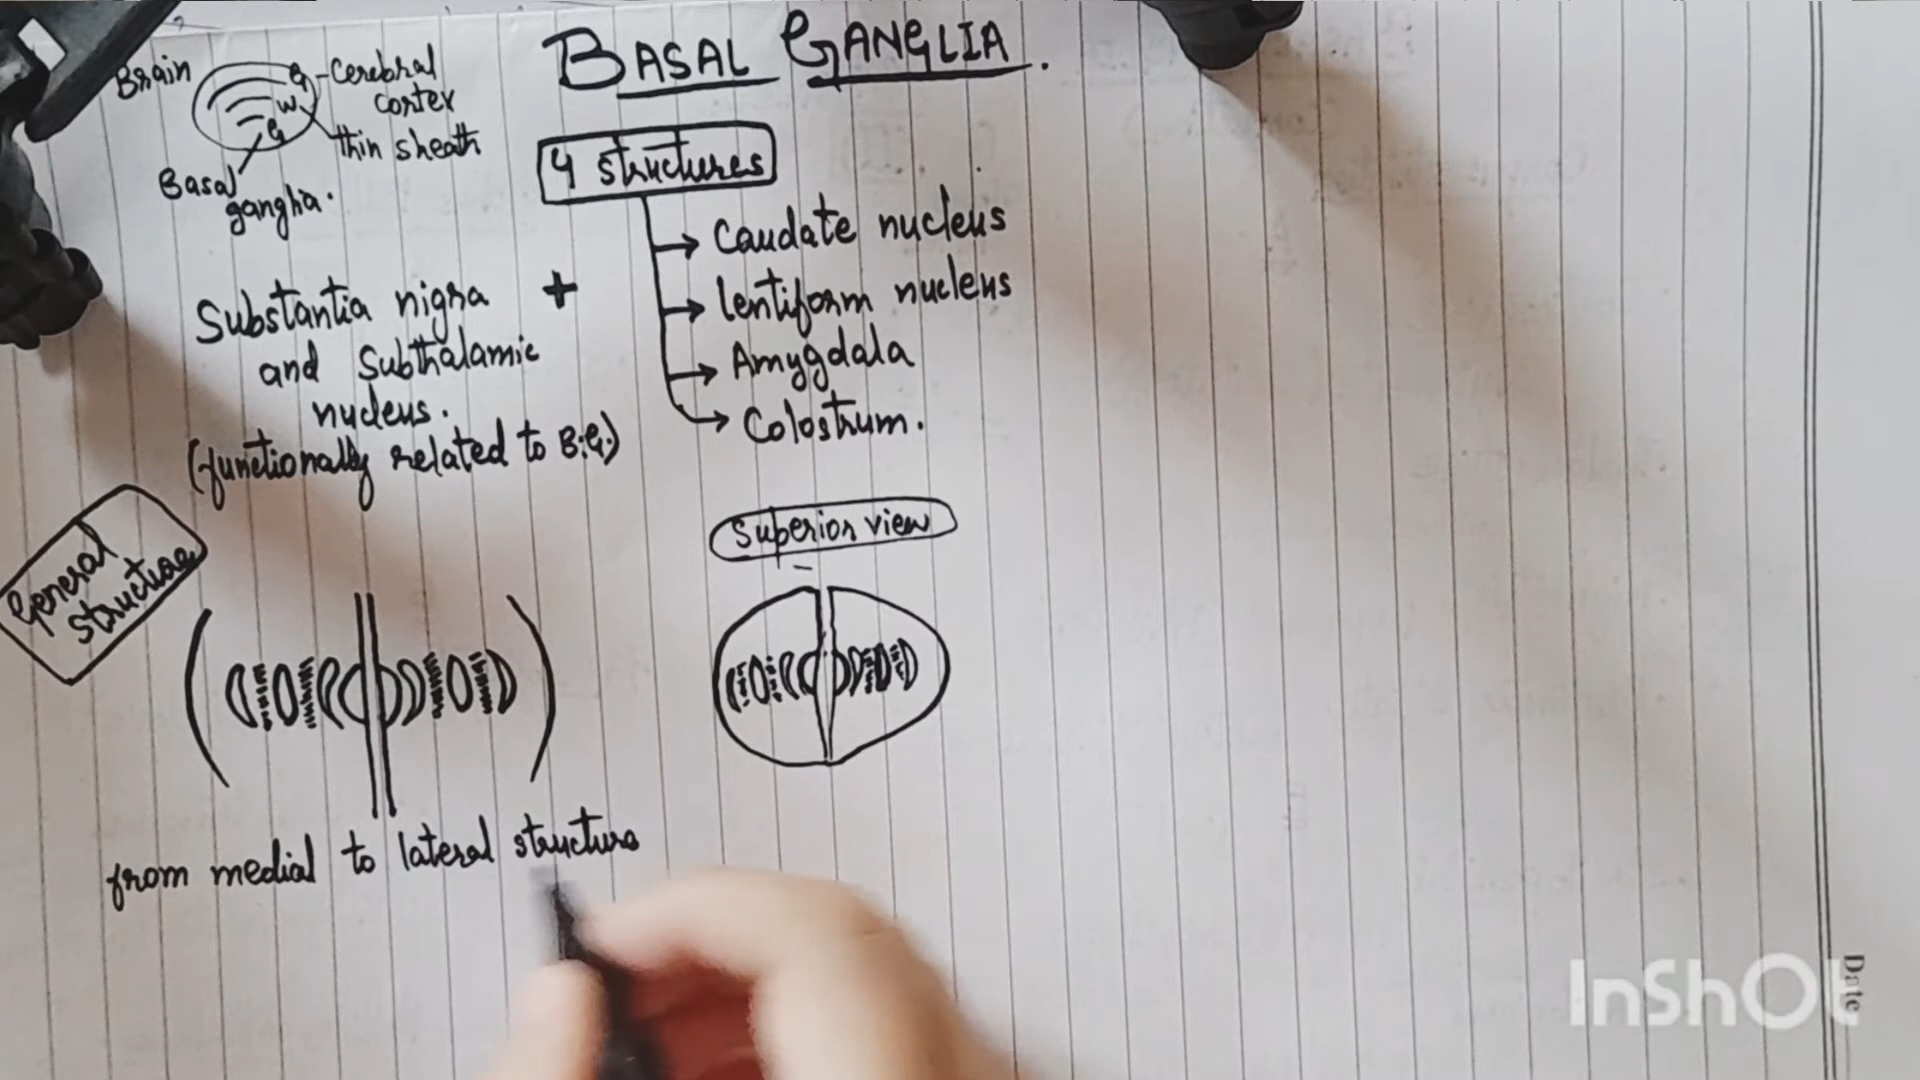 BASAL GANGLIA.
Brain
G - Cerebral
cortex
W
thin sheath
G
Basal
ganglia.
4 structures
Caudate nucleus
lentiform nucleus
Amygdala
Colostrum.
Substantia nigra +
and Subthalamic
nucleus.
(functionally related to B.G.)
General
structure
Superior view
from medial to lateral structure
InShot
Date